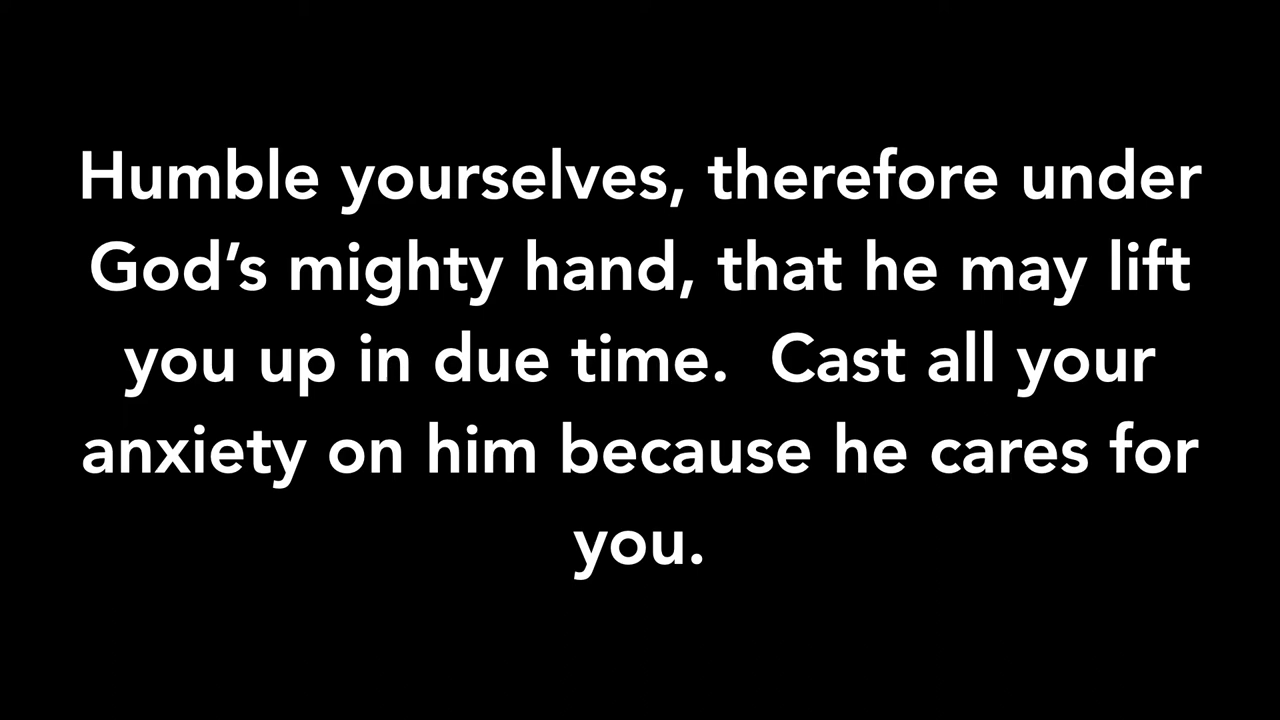 Humble yourselves, therefore under
God’s mighty hand, that he may lift
you up in due time.  Cast all your
anxiety on him because he cares for
you.